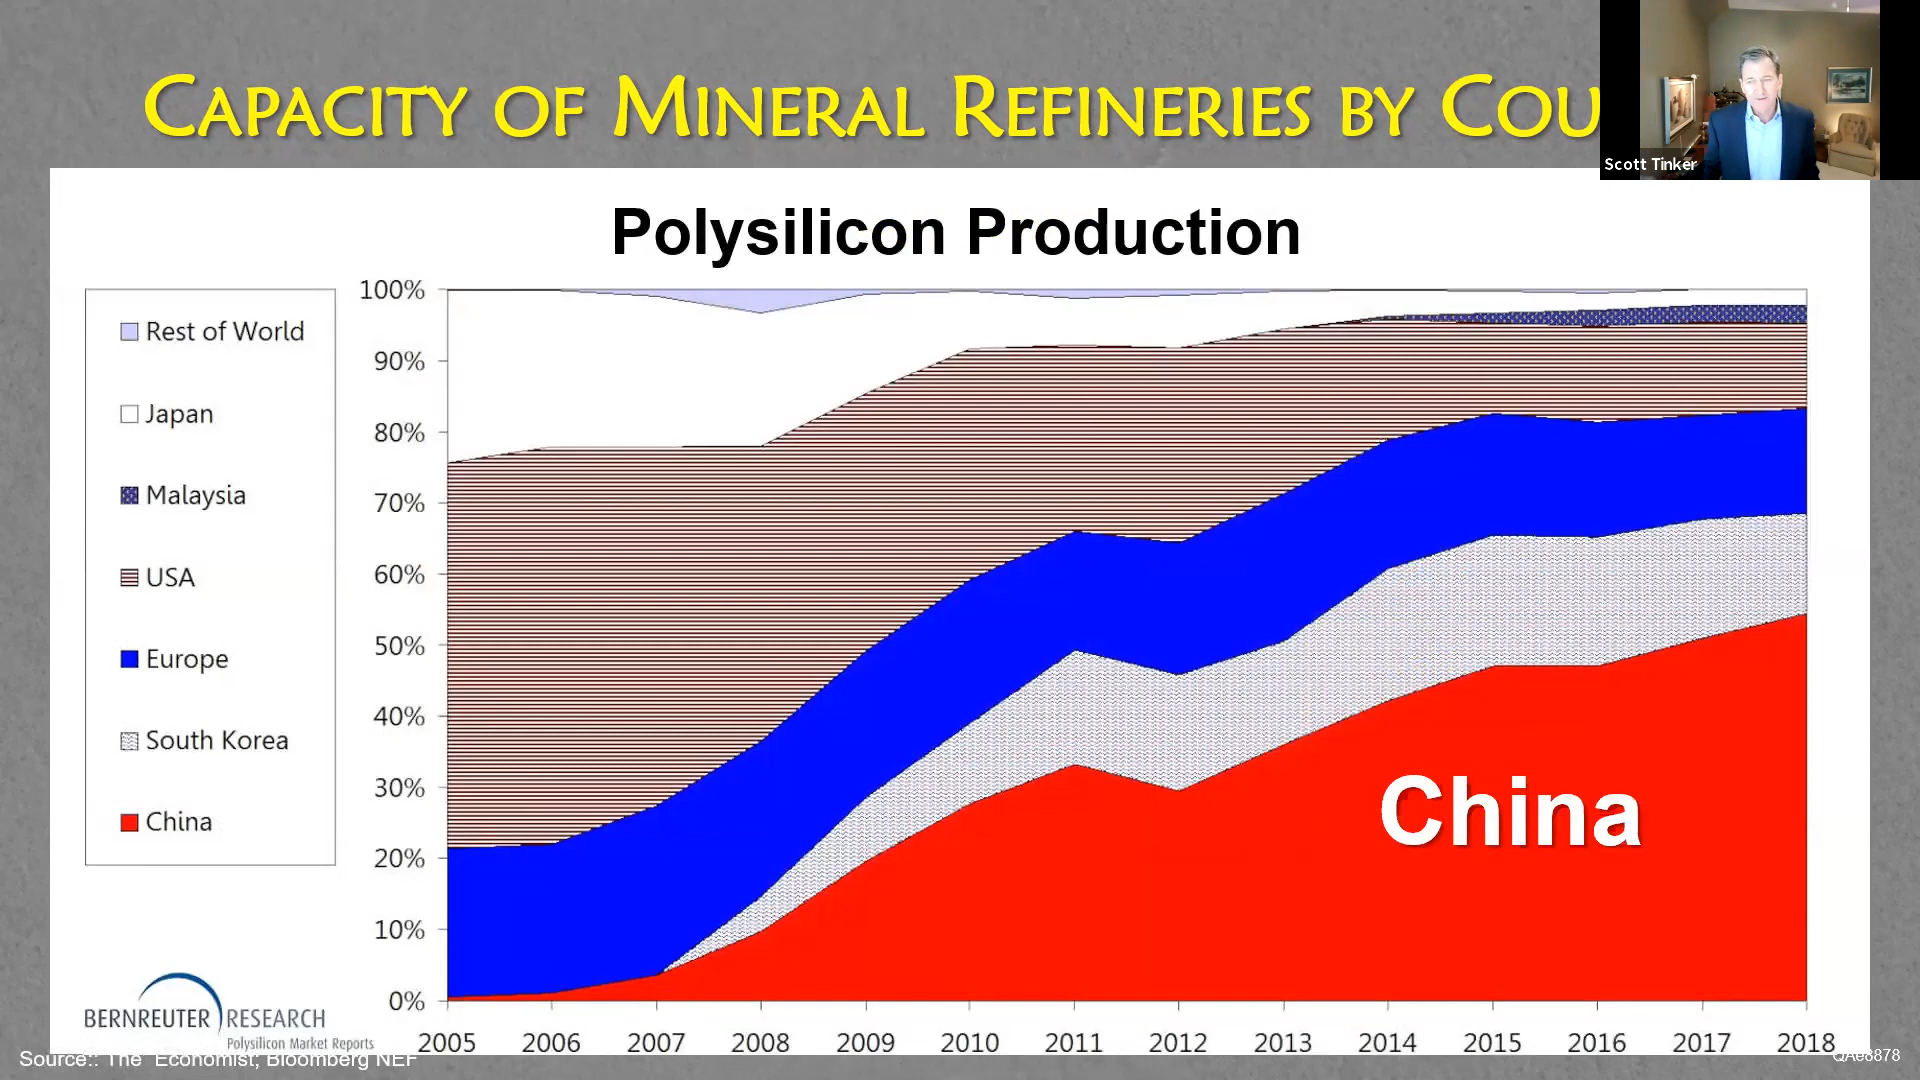 CAPACITY OF MINERAL REFINERIES BY COU
Scott Tinker
Polysilicon Production
Rest of World
Japan
Malaysia
USA
Europe
South Korea
China
100%
90%
80%
70%
60%
50%
40%
30%
20%
10%
0%
China
2005 2006 2007 2008 2009 2010 2011 2012 2013 2014 2015 2016 2017 2018
BERNREUTER RESEARCH
Polysilicon Market Reports
Source:: The Economist; Bloomberg NEF
QAe8878